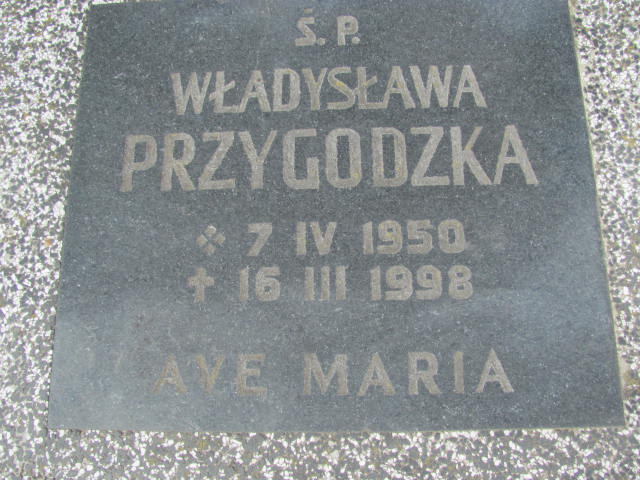 Ś.P.
WŁADYSŁAWA
PRZYGODZKA
7 IV 1950
✝ 16 III 1998
AVE MARIA